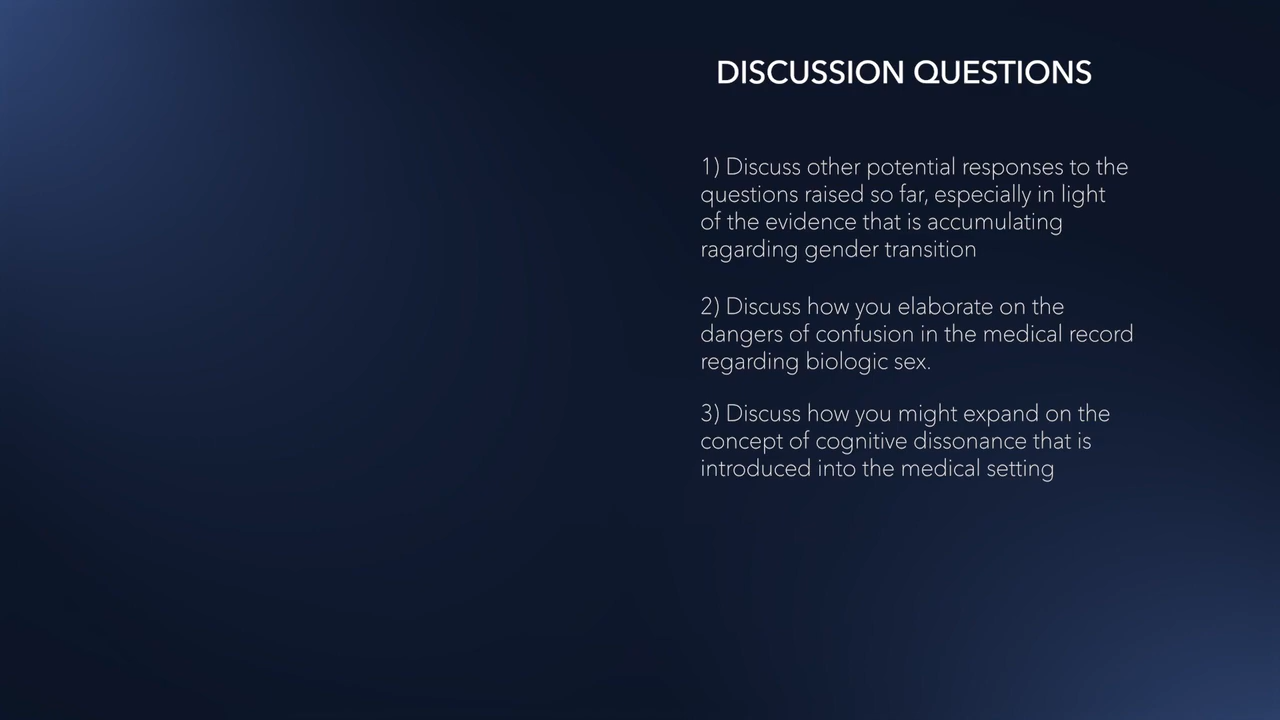 DISCUSSION QUESTIONS
1) Discuss other potential responses to the
questions raised so far, especially in light
of the evidence that is accumulating
ragarding gender transition
2) Discuss how you elaborate on the
dangers of confusion in the medical record
regarding biologic sex.
3) Discuss how you might expand on the
concept of cognitive dissonance that is
introduced into the medical setting